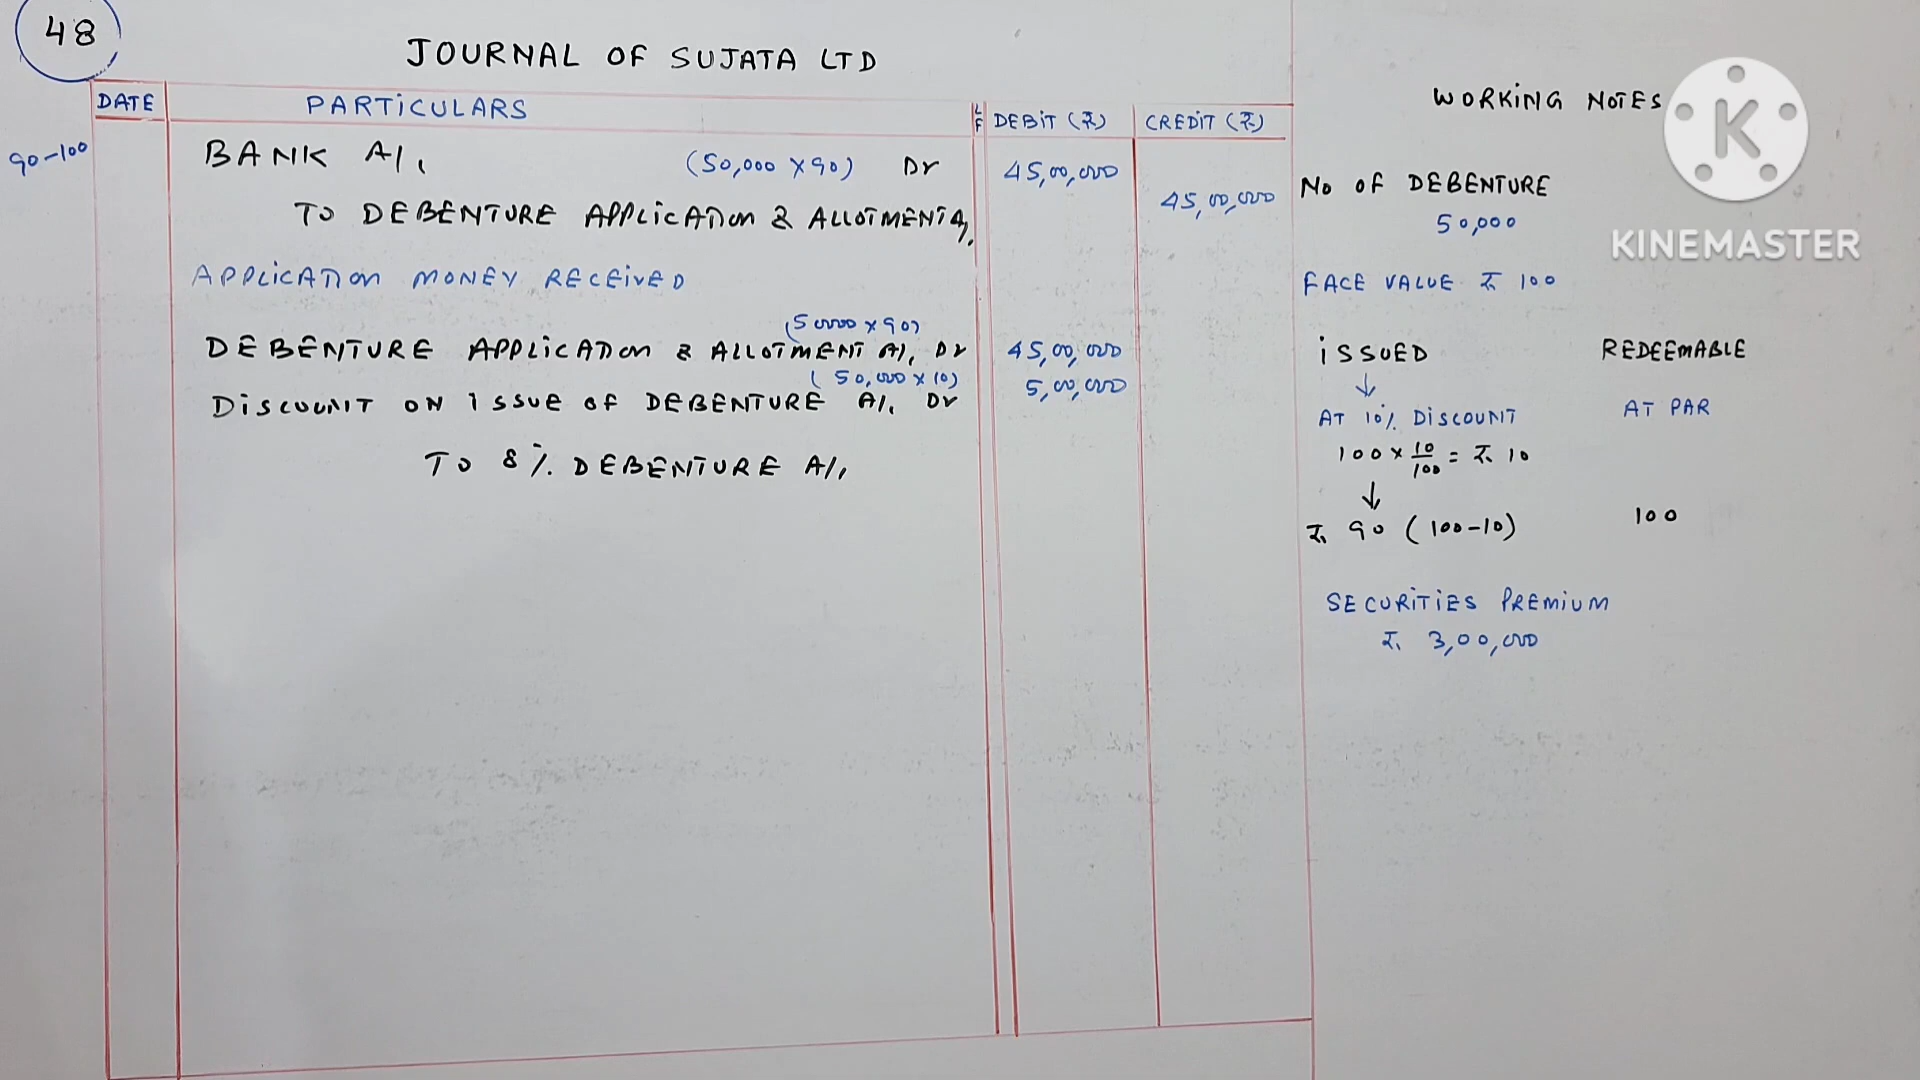 48
JOURNAL OF SUJATA LTD
DATE PARTICULARS LF DEBIT (₹) CREDIT (₹)
90-100 BANK A/c (50,000 x 90) Dr 45,00,000
TO DEBENTURE APPLICATION & ALLOTMENT A/c 45,00,000
APPLICATION MONEY RECEIVED
(50000 x 90)
DEBENTURE APPLICATION & ALLOTMENT A/c Dr 45,00,000
(50,000 x 10)
DISCOUNT ON ISSUE OF DEBENTURE A/c Dr 5,00,000
TO 8% DEBENTURE A/c
WORKING NOTES
No OF DEBENTURE
50,000
FACE VALUE ₹ 100
ISSUED REDEEMABLE
↓
AT 10% DISCOUNT AT PAR
100 x 10/100 = ₹ 10
↓
₹ 90 (100-10) 100
SECURITIES PREMIUM
₹ 3,00,000
K
KINEMASTER